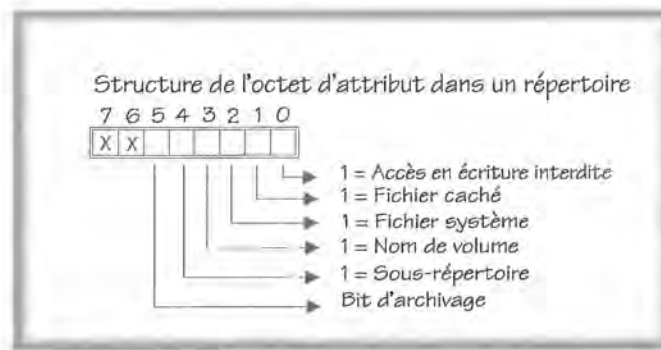 Structure de l'octet d'attribut dans un répertoire
7 6 5 4 3 2 1 0
X X
1 = Accès en écriture interdite
1 = Fichier caché
1 = Fichier système
1 = Nom de volume
1 = Sous-répertoire
Bit d'archivage